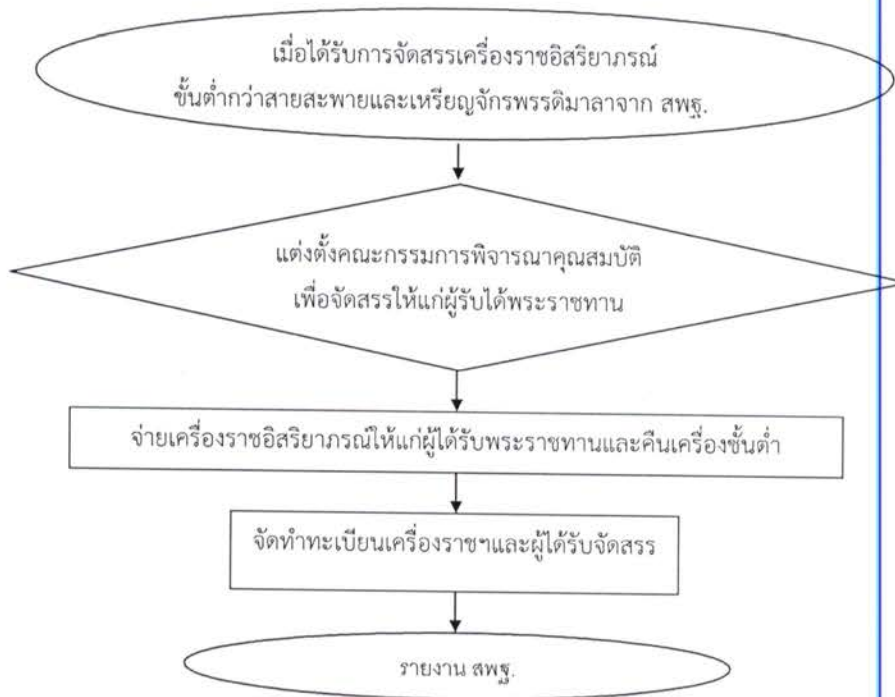 เมื่อได้รับการจัดสรรเครื่องราชอิสริยาภรณ์
ชั้นต่ำกว่าสายสะพายและเหรียญจักรพรรดิมาลาจาก สพฐ.
แต่งตั้งคณะกรรมการพิจารณาคุณสมบัติ
เพื่อจัดสรรให้แก่ผู้รับได้พระราชทาน
จ่ายเครื่องราชอิสริยาภรณ์ให้แก่ผู้ได้รับพระราชทานและคืนเครื่องชั้นต่ำ
จัดทำทะเบียนเครื่องราชฯและผู้ได้รับจัดสรร
รายงาน สพฐ.